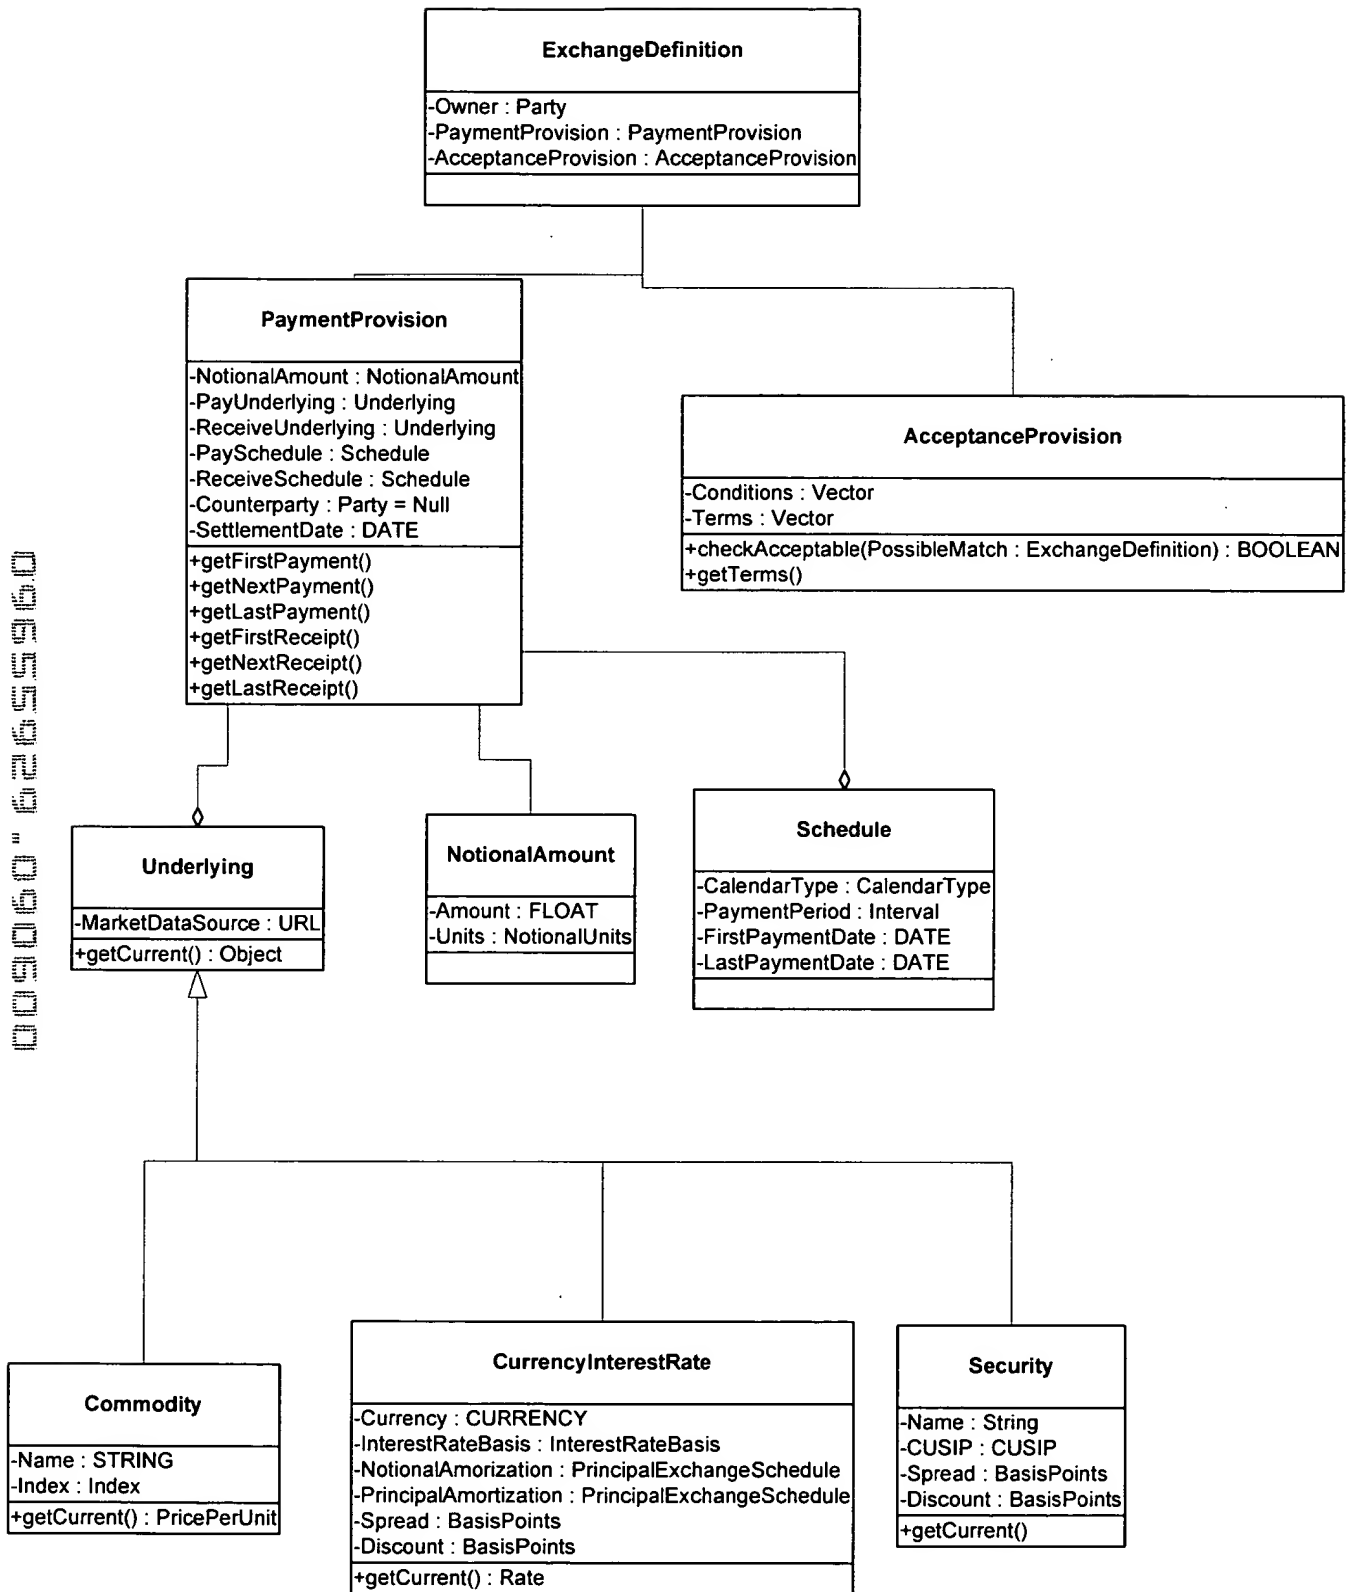 ExchangeDefinition
-Owner : Party
-PaymentProvision : PaymentProvision
-AcceptanceProvision : AcceptanceProvision
PaymentProvision
-NotionalAmount : NotionalAmount
-PayUnderlying : Underlying
-ReceiveUnderlying : Underlying
-PaySchedule : Schedule
-ReceiveSchedule : Schedule
-Counterparty : Party = Null
-SettlementDate : DATE
+getFirstPayment()
+getNextPayment()
+getLastPayment()
+getFirstReceipt()
+getNextReceipt()
+getLastReceipt()
AcceptanceProvision
-Conditions : Vector
-Terms : Vector
+checkAcceptable(PossibleMatch : ExchangeDefinition) : BOOLEAN
+getTerms()
09655929.090600
Underlying
-MarketDataSource : URL
+getCurrent() : Object
NotionalAmount
-Amount : FLOAT
-Units : NotionalUnits
Schedule
-CalendarType : CalendarType
-PaymentPeriod : Interval
-FirstPaymentDate : DATE
-LastPaymentDate : DATE
Commodity
-Name : STRING
-Index : Index
+getCurrent() : PricePerUnit
CurrencyInterestRate
-Currency : CURRENCY
-InterestRateBasis : InterestRateBasis
-NotionalAmorization : PrincipalExchangeSchedule
-PrincipalAmortization : PrincipalExchangeSchedule
-Spread : BasisPoints
-Discount : BasisPoints
+getCurrent() : Rate
Security
-Name : String
-CUSIP : CUSIP
-Spread : BasisPoints
-Discount : BasisPoints
+getCurrent()